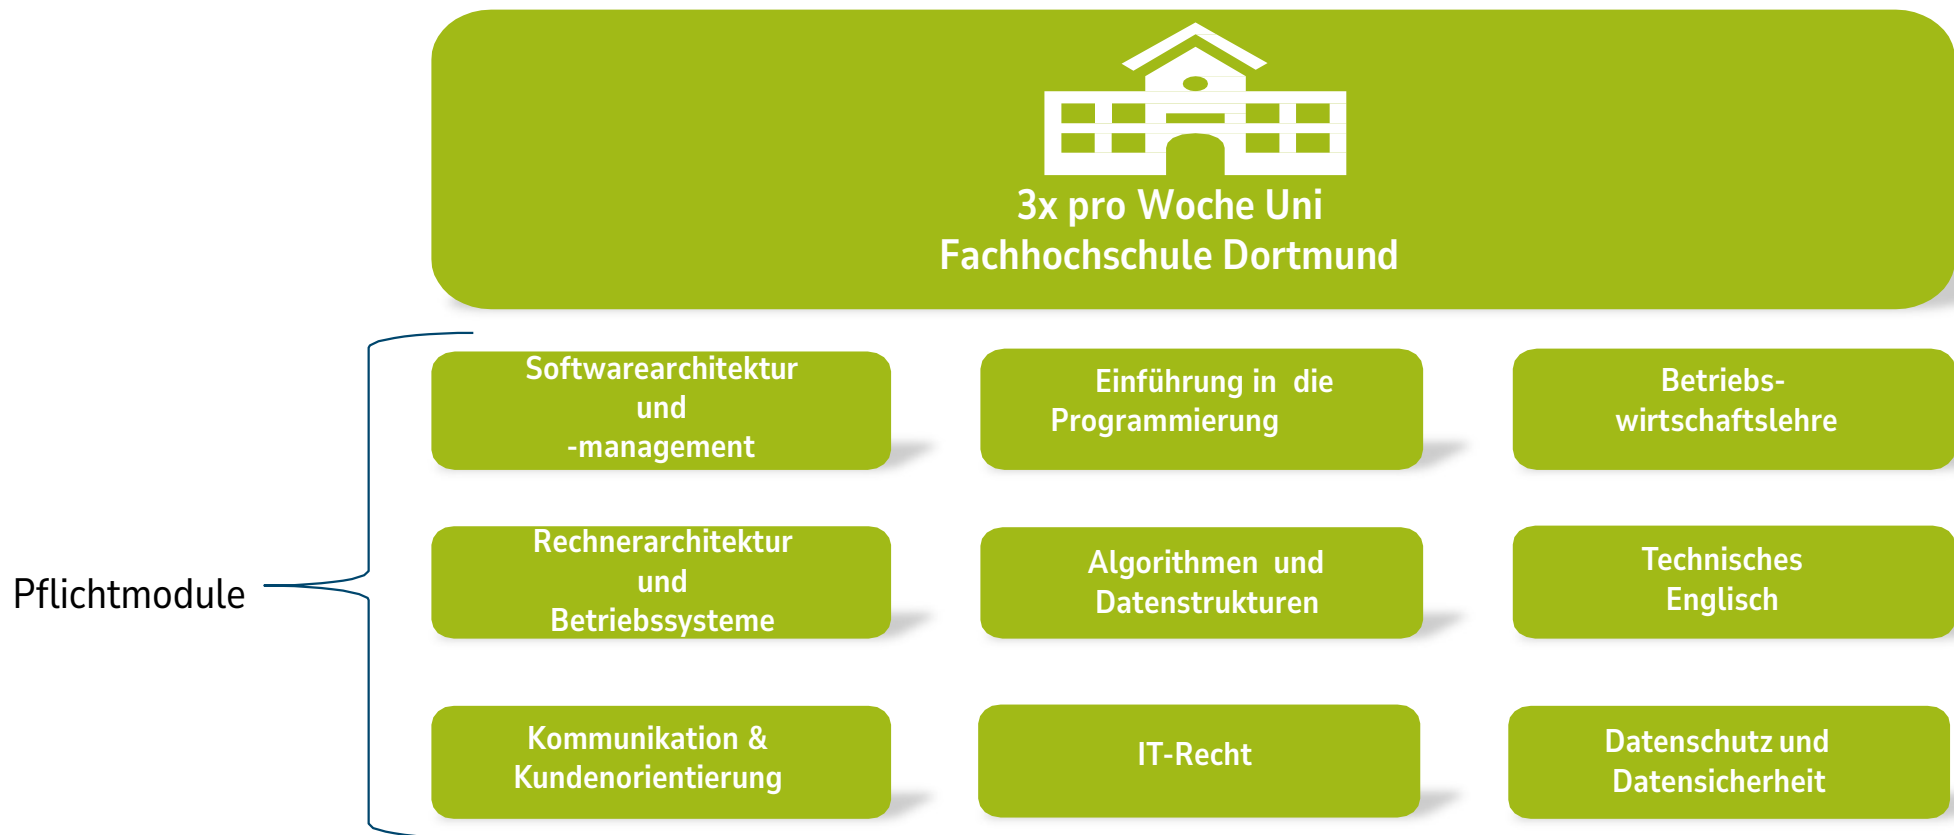 3x pro Woche Uni
Fachhochschule Dortmund
Pflichtmodule
Softwarearchitektur
und
-management
Einführung in die
Programmierung
Betriebs-
wirtschaftslehre
Rechnerarchitektur
und
Betriebssysteme
Algorithmen und
Datenstrukturen
Technisches
Englisch
Kommunikation &
Kundenorientierung
IT-Recht
Datenschutz und
Datensicherheit